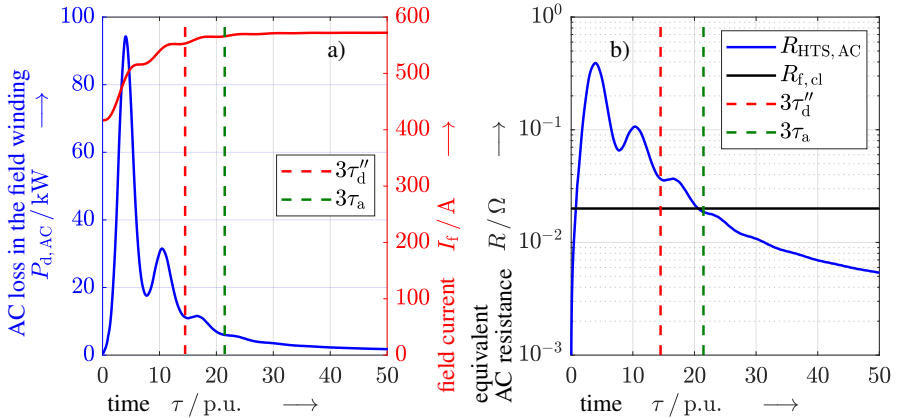 AC loss in the field winding
P_d,AC / kW ⟶
100
80
60
40
20
0
a)
3τ″_d
3τ_a
0 10 20 30 40 50
time τ / p.u. ⟶
600
500
400
300
200
100
0
field current I_f / A ⟶
equivalent
AC resistance R / Ω ⟶
10^0
10^−1
10^−2
10^−3
b)
R_HTS, AC
R_f, cl
3τ″_d
3τ_a
0 10 20 30 40 50
time τ / p.u. ⟶